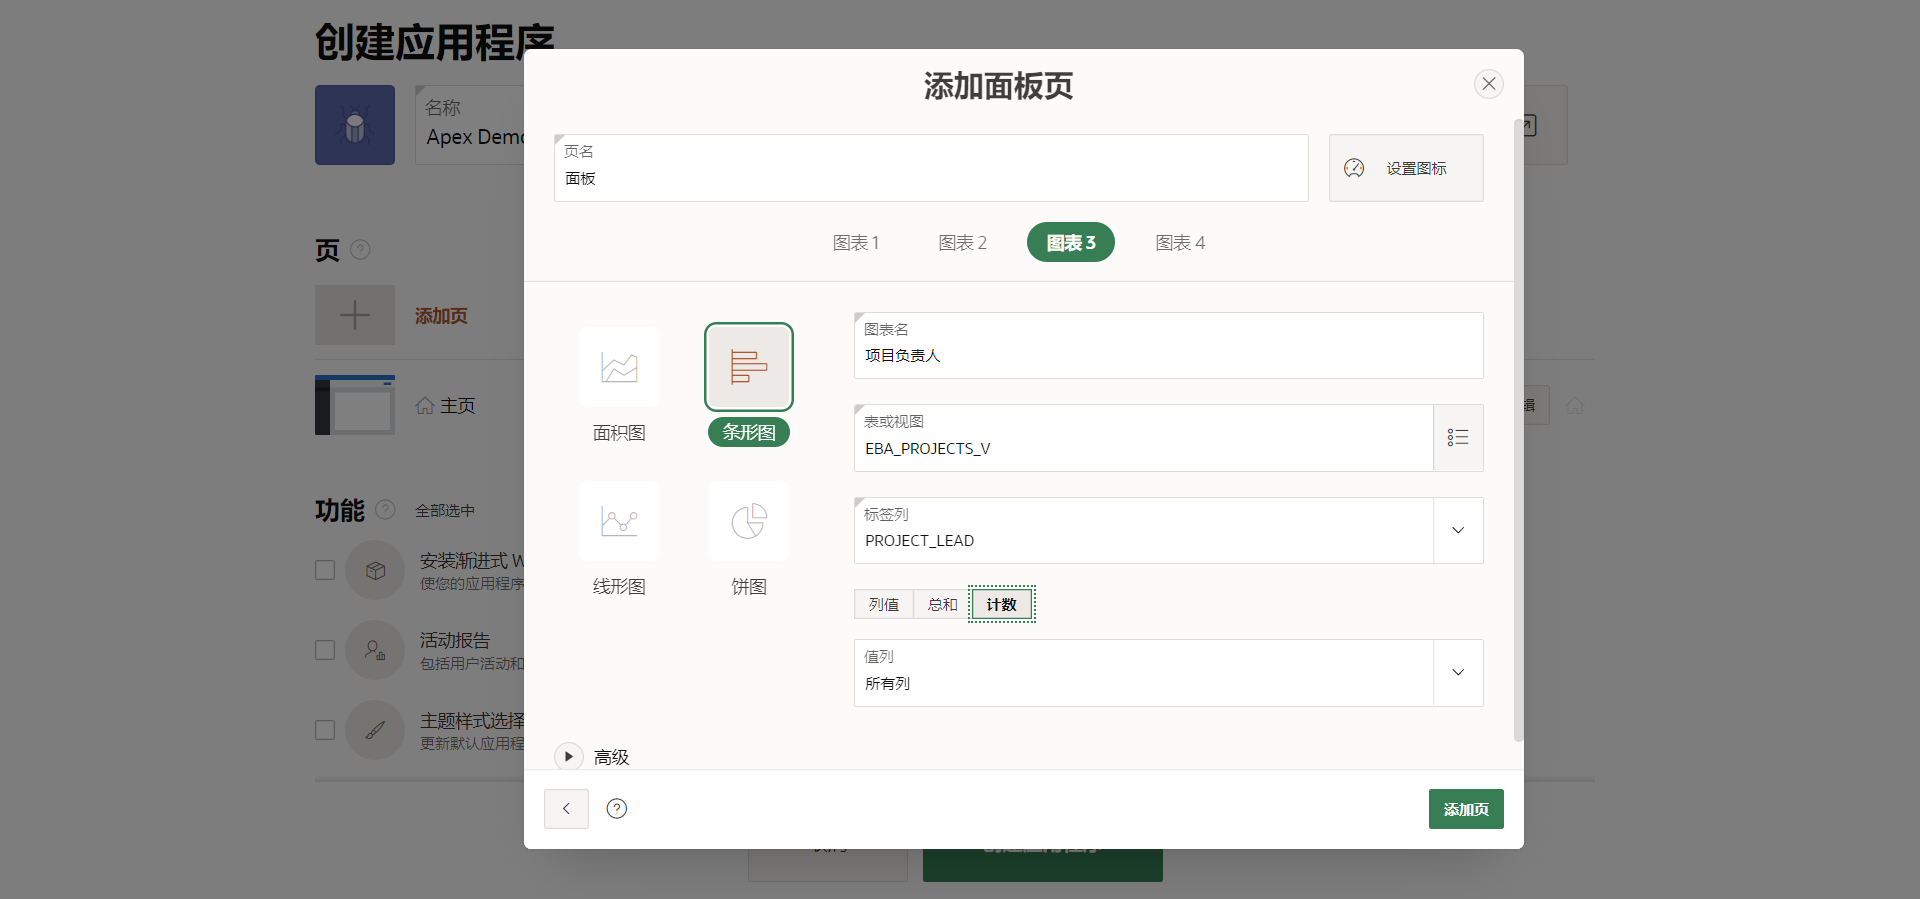 创建应用程序
名称
Apex Demo
页
添加页
主页
功能
全部选中
安装渐进式 W
使您的应用程序
活动报告
包括用户活动和
主题样式选择
更新默认应用程
添加面板页
页名
面板
设置图标
图表 1
图表 2
图表 3
图表 4
面积图
条形图
线形图
饼图
图表名
项目负责人
表或视图
EBA_PROJECTS_V
标签列
PROJECT_LEAD
列值
总和
计数
值列
所有列
高级
添加页